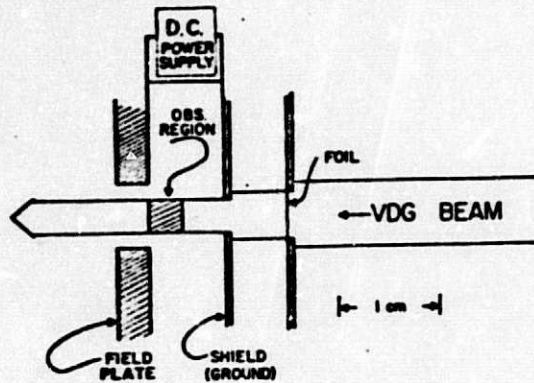 D.C.
POWER
SUPPLY
OBS.
REGION
FOIL
VDG BEAM
1 cm
FIELD
PLATE
SHIELD
(GROUND)